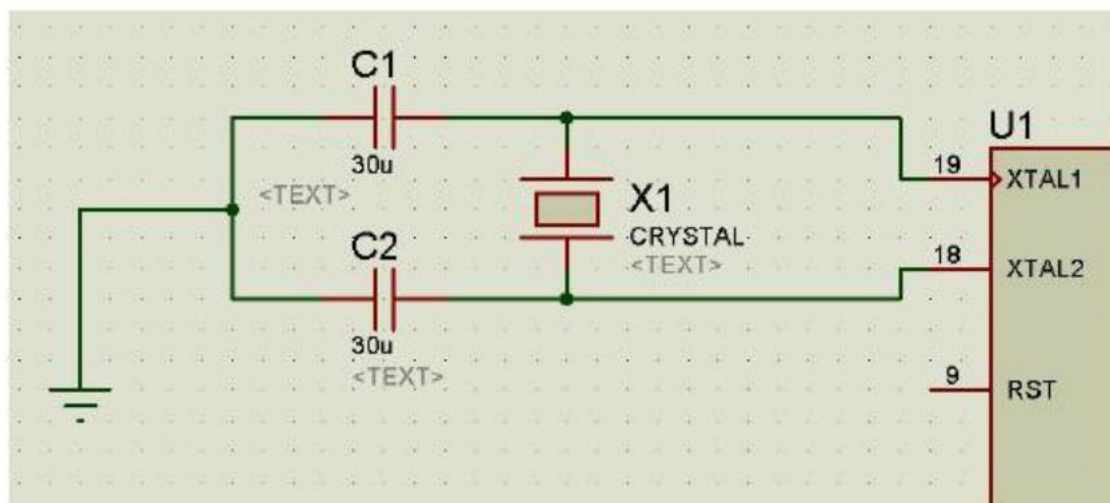 C1
30u
<TEXT>
C2
30u
<TEXT>
X1
CRYSTAL
<TEXT>
U1
19
XTAL1
18
XTAL2
9
RST